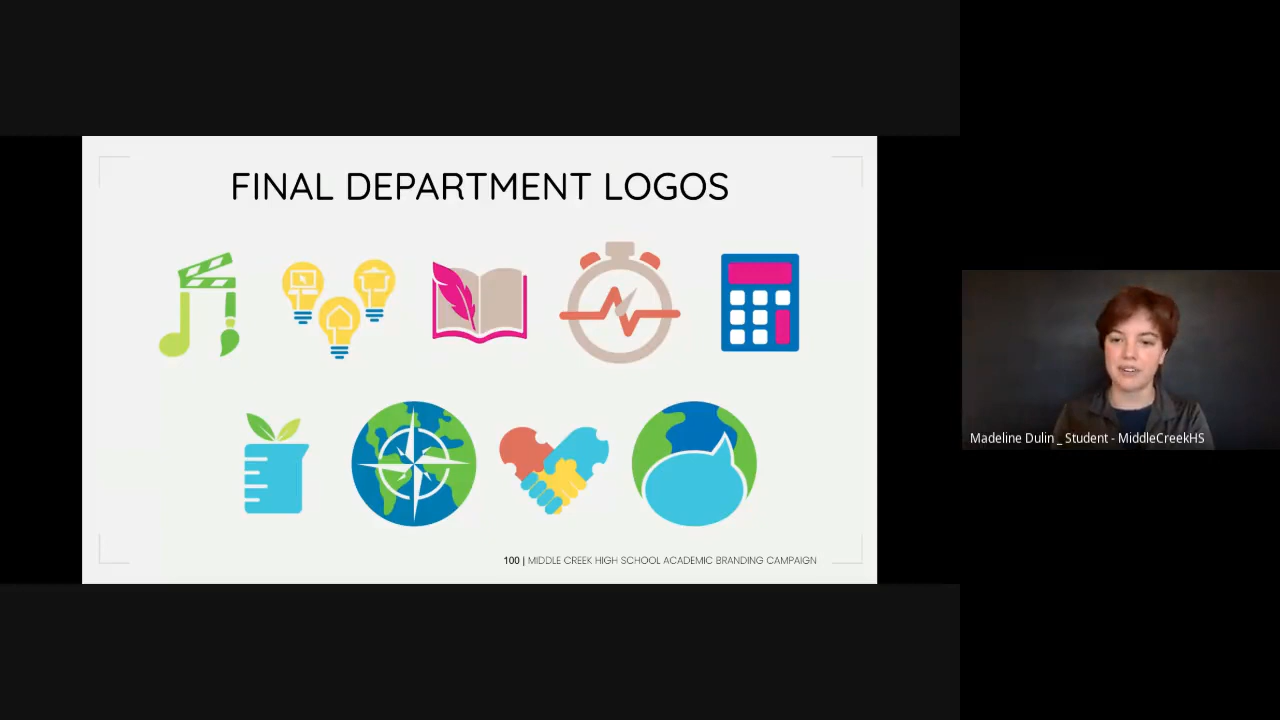 FINAL DEPARTMENT LOGOS
100 | MIDDLE CREEK HIGH SCHOOL ACADEMIC BRANDING CAMPAIGN
Madeline Dulin _ Student - MiddleCreekHS